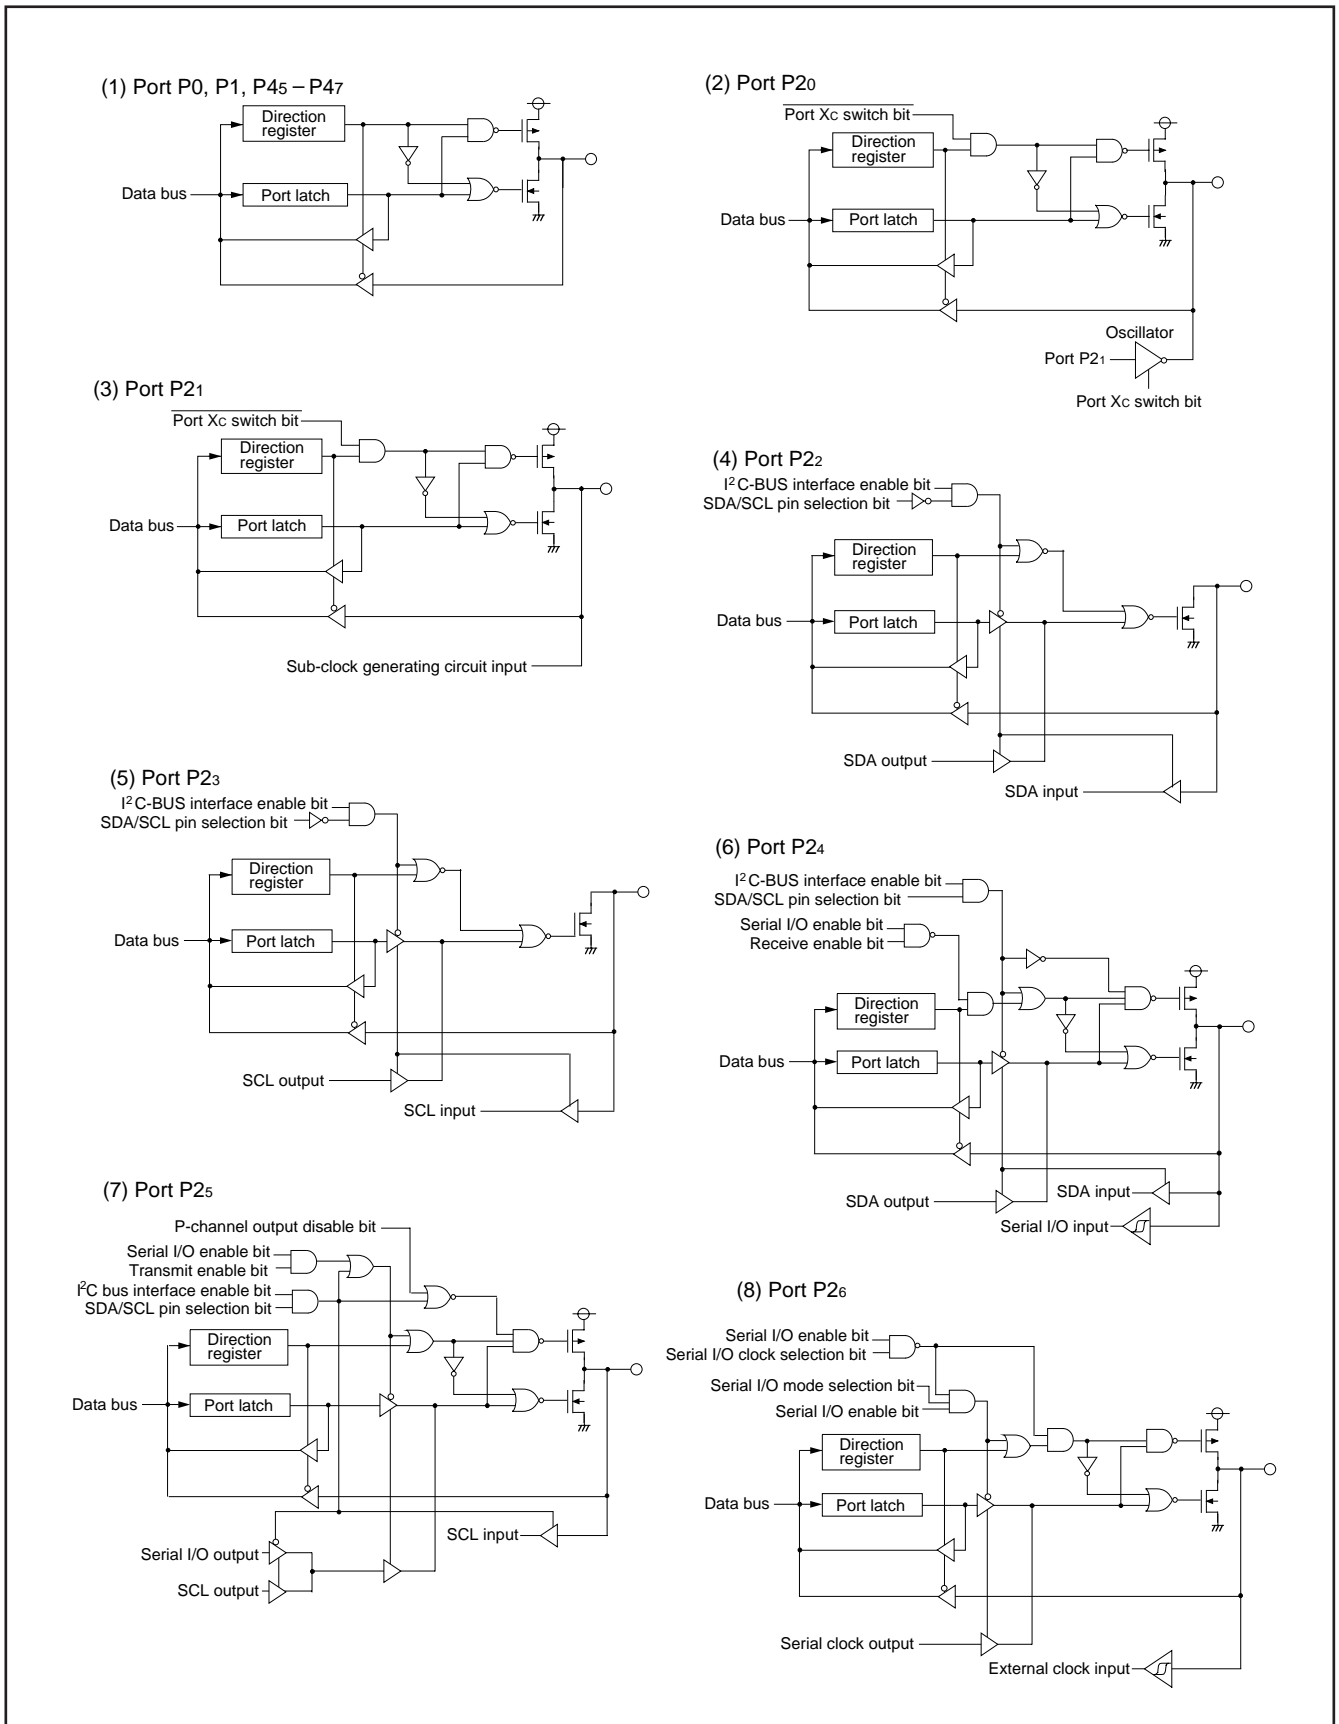 (1) Port P0, P1, P45 – P47
Direction
register
Data bus
Port latch
(2) Port P20
Port XC switch bit
Direction
register
Data bus
Port latch
Oscillator
Port P21
Port XC switch bit
(3) Port P21
Port XC switch bit
Direction
register
Data bus
Port latch
Sub-clock generating circuit input
(4) Port P22
I2C-BUS interface enable bit
SDA/SCL pin selection bit
Direction
register
Data bus
Port latch
SDA output
SDA input
(5) Port P23
I2C-BUS interface enable bit
SDA/SCL pin selection bit
Direction
register
Data bus
Port latch
SCL output
SCL input
(6) Port P24
I2C-BUS interface enable bit
SDA/SCL pin selection bit
Serial I/O enable bit
Receive enable bit
Direction
register
Data bus
Port latch
SDA output
SDA input
Serial I/O input
(7) Port P25
P-channel output disable bit
Serial I/O enable bit
Transmit enable bit
I2C bus interface enable bit
SDA/SCL pin selection bit
Direction
register
Data bus
Port latch
SCL input
Serial I/O output
SCL output
(8) Port P26
Serial I/O enable bit
Serial I/O clock selection bit
Serial I/O mode selection bit
Serial I/O enable bit
Direction
register
Data bus
Port latch
Serial clock output
External clock input